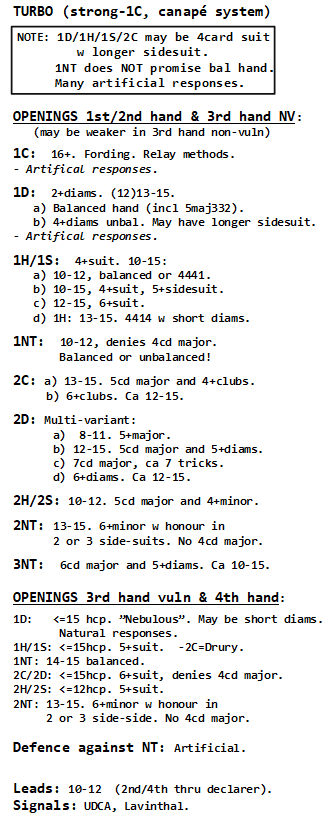 TURBO (strong-1C, canapé system)
NOTE: 1D/1H/1S/2C may be 4card suit
w longer sidesuit.
1NT does NOT promise bal hand.
Many artificial responses.
OPENINGS 1st/2nd hand & 3rd hand NV:
(may be weaker in 3rd hand non-vuln)
1C: 16+. Fording. Relay methods.
- Artifical responses.
1D: 2+diams. (12)13-15.
a) Balanced hand (incl 5maj332).
b) 4+diams unbal. May have longer sidesuit.
- Artifical responses.
1H/1S: 4+suit. 10-15:
a) 10-12, balanced or 4441.
b) 10-15, 4+suit, 5+sidesuit.
c) 12-15, 6+suit.
d) 1H: 13-15. 4414 w short diams.
1NT: 10-12, denies 4cd major.
Balanced or unbalanced!
2C: a) 13-15. 5cd major and 4+clubs.
b) 6+clubs. Ca 12-15.
2D: Multi-variant:
a) 8-11. 5+major.
b) 12-15. 5cd major and 5+diams.
c) 7cd major, ca 7 tricks.
d) 6+diams. Ca 12-15.
2H/2S: 10-12. 5cd major and 4+minor.
2NT: 13-15. 6+minor w honour in
2 or 3 side-suits. No 4cd major.
3NT: 6cd major and 5+diams. Ca 10-15.
OPENINGS 3rd hand vuln & 4th hand:
1D: <=15 hcp. ”Nebulous”. May be short diams.
Natural responses.
1H/1S: <=15hcp. 5+suit. -2C=Drury.
1NT: 14-15 balanced.
2C/2D: <=15hcp. 6+suit, denies 4cd major.
2H/2S: <=12hcp. 5+suit.
2NT: 13-15. 6+minor w honour in
2 or 3 side-side. No 4cd major.
Defence against NT: Artificial.
Leads: 10-12 (2nd/4th thru declarer).
Signals: UDCA, Lavinthal.